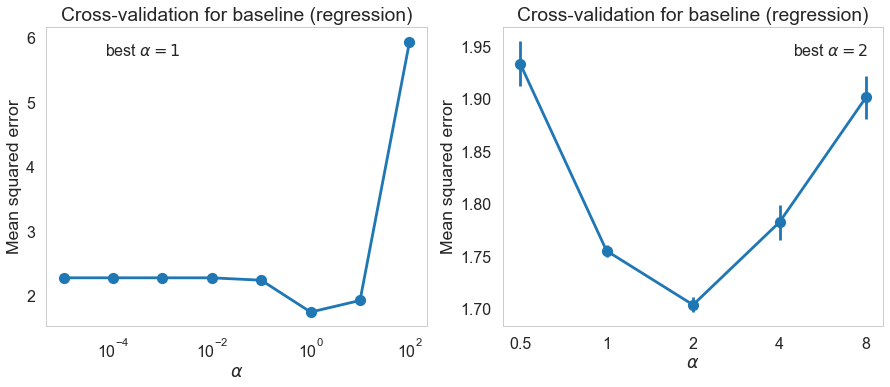 Cross-validation for baseline (regression)
best α = 1
Mean squared error
6
5
4
3
2
10⁻⁴
10⁻²
10⁰
10²
α
Cross-validation for baseline (regression)
best α = 2
Mean squared error
1.95
1.90
1.85
1.80
1.75
1.70
0.5
1
2
4
8
α